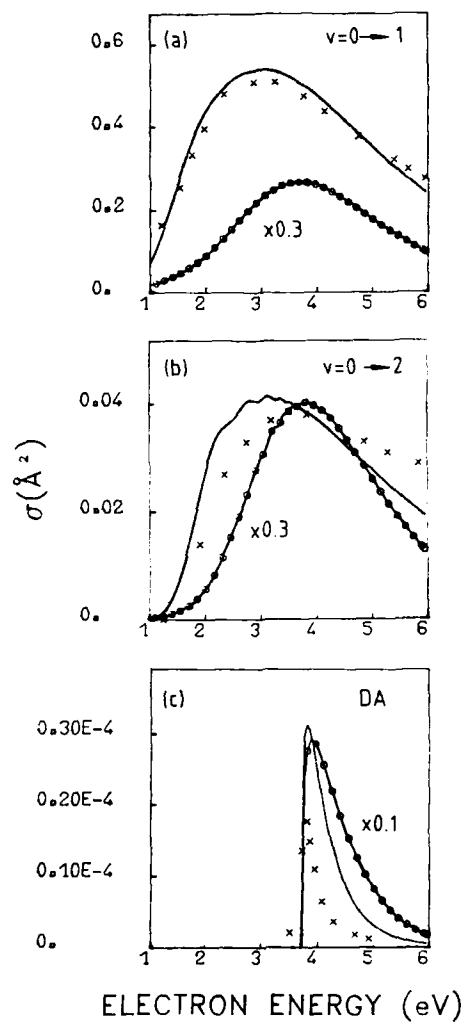 (a)
v=0→1
0.6
0.4
0.2
0.
x0.3
1 2 3 4 5 6
(b)
v=0→2
0.04
0.02
0.
x0.3
1 2 3 4 5 6
σ(Å²)
(c)
DA
0.30E-4
0.20E-4
0.10E-4
0.
x0.1
1 2 3 4 5 6
ELECTRON ENERGY (eV)